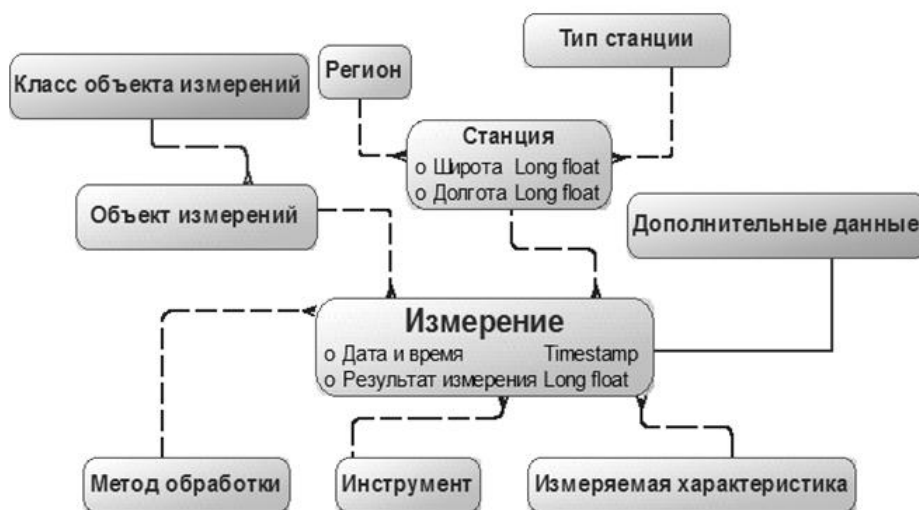 Тип станции
Регион
Класс объекта измерений
Станция
о Широта Long float
о Долгота Long float
Объект измерений
Дополнительные данные
Измерение
о Дата и время Timestamp
о Результат измерения Long float
Метод обработки
Инструмент
Измеряемая характеристика